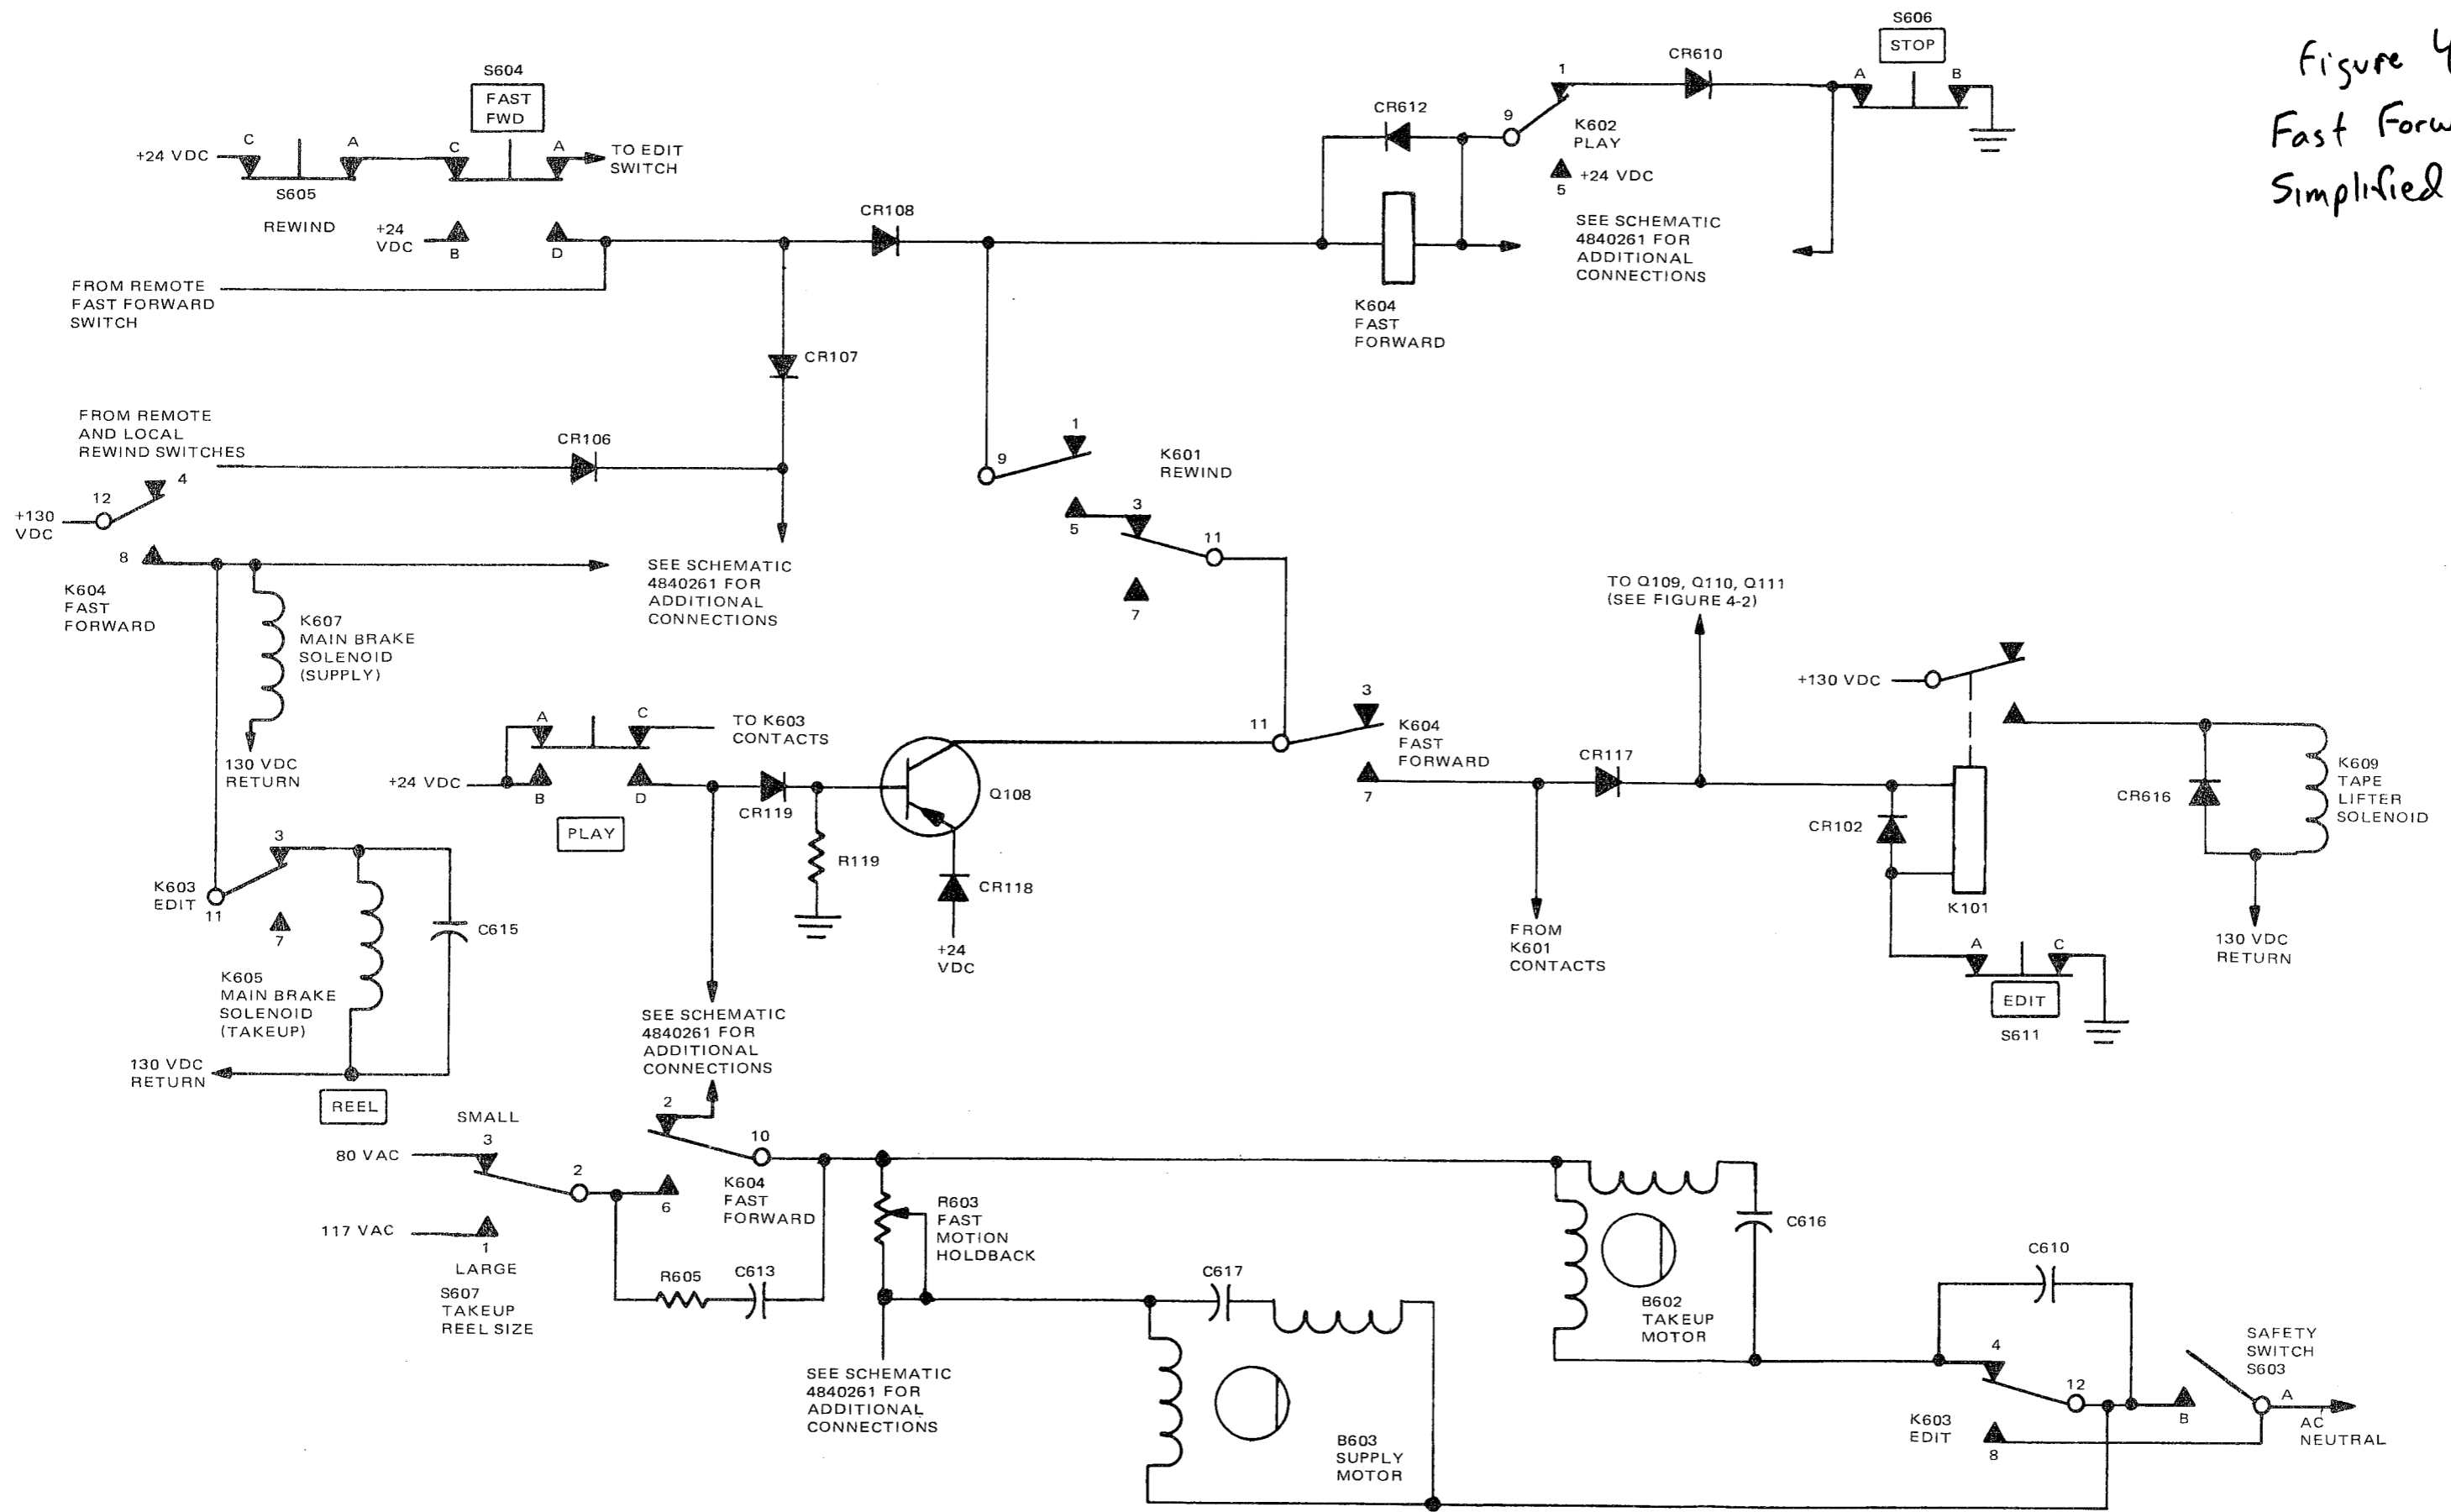 S606
STOP
Figure 4
Fast Forw
Simplified
CR610
A
B
1
S604
FAST
FWD
CR612
9
K602
PLAY
+24 VDC
C
A
C
A
TO EDIT
SWITCH
S605
5
+24 VDC
REWIND
+24
VDC
B
D
CR108
SEE SCHEMATIC
4840261 FOR
ADDITIONAL
CONNECTIONS
FROM REMOTE
FAST FORWARD
SWITCH
K604
FAST
FORWARD
CR107
FROM REMOTE
AND LOCAL
REWIND SWITCHES
CR106
1
9
K601
REWIND
4
12
+130
VDC
3
5
11
8
K604
FAST
FORWARD
SEE SCHEMATIC
4840261 FOR
ADDITIONAL
CONNECTIONS
7
TO Q109, Q110, Q111
(SEE FIGURE 4-2)
K607
MAIN BRAKE
SOLENOID
(SUPPLY)
+130 VDC
130 VDC
RETURN
A
C
TO K603
CONTACTS
3
11
K604
FAST
FORWARD
+24 VDC
B
D
CR119
Q108
7
CR117
K609
TAPE
LIFTER
SOLENOID
CR616
PLAY
CR102
3
R119
K603
EDIT
11
CR118
K101
7
C615
+24
VDC
FROM
K601
CONTACTS
130 VDC
RETURN
A
C
K605
MAIN BRAKE
SOLENOID
(TAKEUP)
EDIT
S611
SEE SCHEMATIC
4840261 FOR
ADDITIONAL
CONNECTIONS
130 VDC
RETURN
REEL
SMALL
3
2
10
80 VAC
2
K604
FAST
FORWARD
6
R603
FAST
MOTION
HOLDBACK
117 VAC
1
LARGE
C616
S607
TAKEUP
REEL SIZE
R605
C613
C617
C610
B602
TAKEUP
MOTOR
SAFETY
SWITCH
S603
SEE SCHEMATIC
4840261 FOR
ADDITIONAL
CONNECTIONS
4
12
A
B
AC
NEUTRAL
K603
EDIT
8
B603
SUPPLY
MOTOR